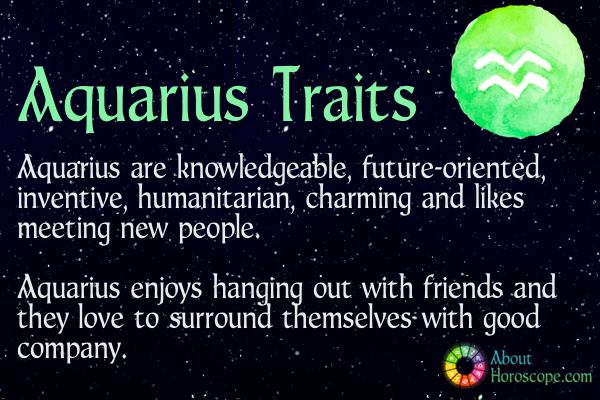 Aquarius Traits
Aquarius are knowledgeable, future-oriented,
inventive, humanitarian, charming and likes
meeting new people.
Aquarius enjoys hanging out with friends and
they love to surround themselves with good
company.
About
Horoscope.com